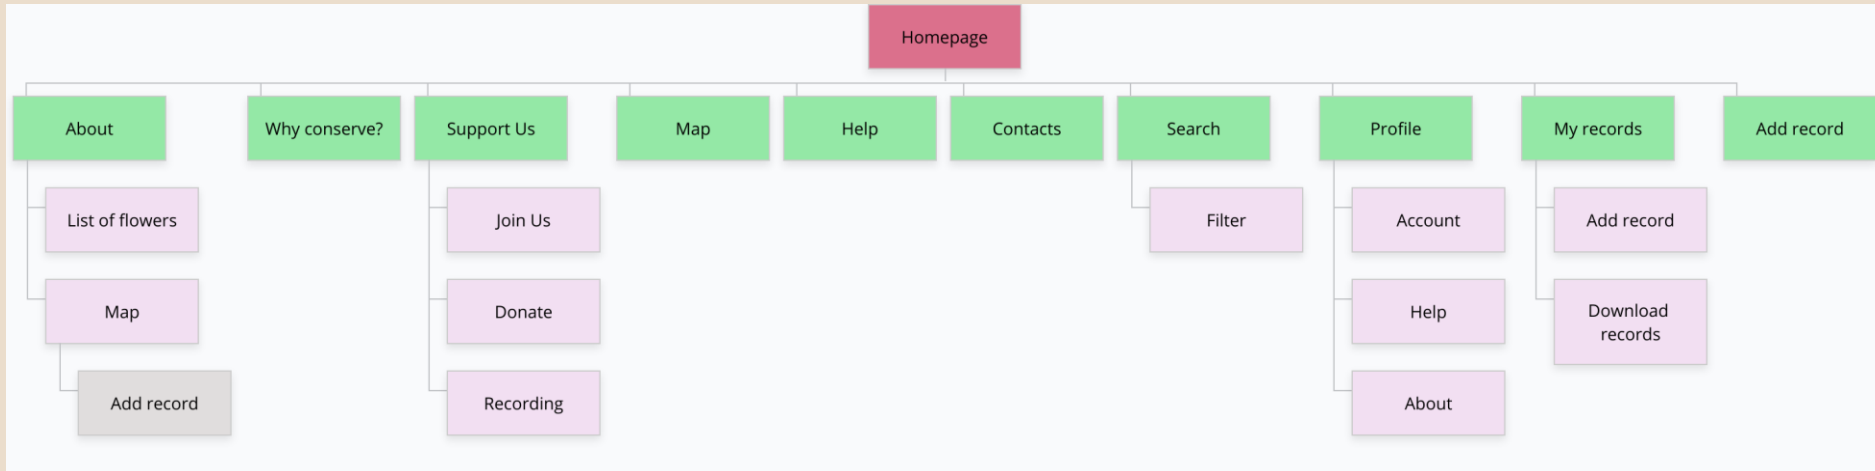 Homepage
About
Why conserve?
Support Us
Map
Help
Contacts
Search
Profile
My records
Add record
List of flowers
Join Us
Filter
Account
Add record
Map
Donate
Help
Download
records
Add record
Recording
About